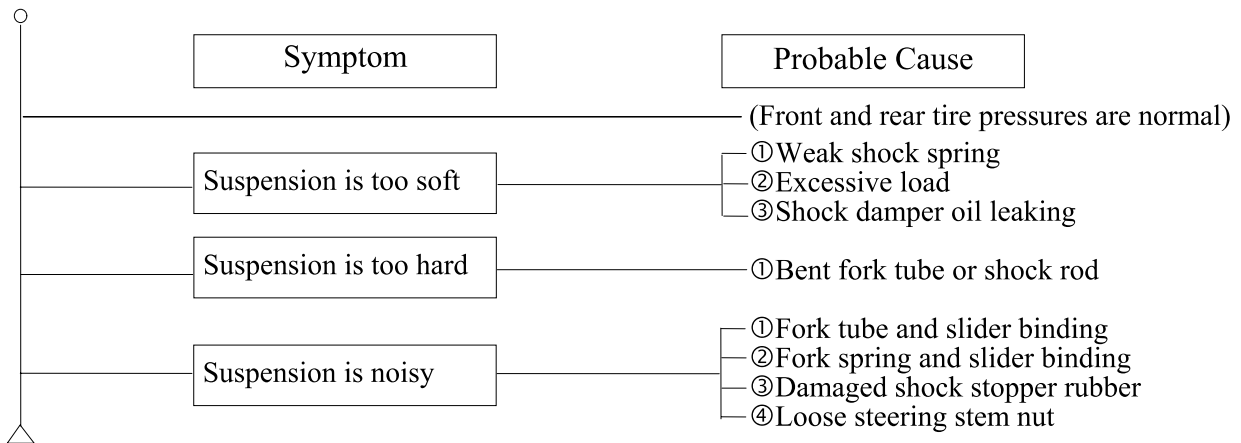 Symptom
Probable Cause
(Front and rear tire pressures are normal)
Suspension is too soft
①Weak shock spring
②Excessive load
③Shock damper oil leaking
Suspension is too hard
①Bent fork tube or shock rod
Suspension is noisy
①Fork tube and slider binding
②Fork spring and slider binding
③Damaged shock stopper rubber
④Loose steering stem nut